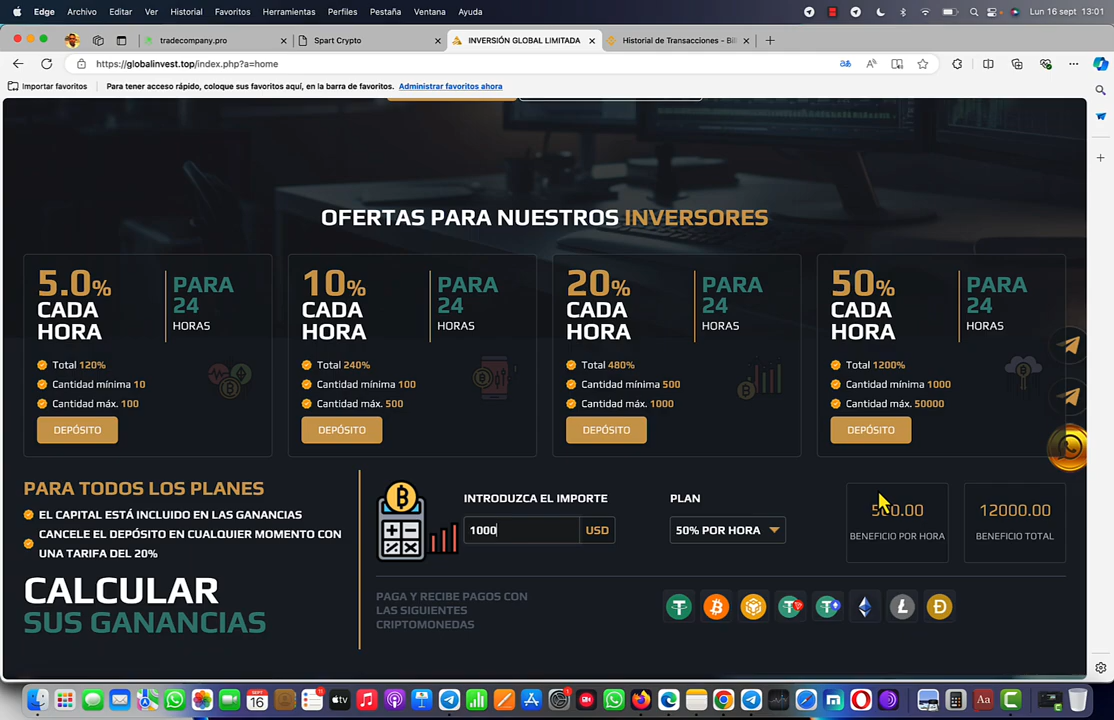 Edge Archivo Editar Ver Historial Favoritos Herramientas Perfiles Pestaña Ventana Ayuda Lun 16 sept 13:01
tradecompany.pro Spart Crypto INVERSIÓN GLOBAL LIMITADA Historial de Transacciones - Bil
https://globalinvest.top/index.php?a=home
Importar favoritos Para tener acceso rápido, coloque sus favoritos aquí, en la barra de favoritos. Administrar favoritos ahora
OFERTAS PARA NUESTROS INVERSORES
5.0% CADA HORA
PARA 24 HORAS
Total 120%
Cantidad mínima 10
Cantidad máx. 100
DEPÓSITO
10% CADA HORA
PARA 24 HORAS
Total 240%
Cantidad mínima 100
Cantidad máx. 500
DEPÓSITO
20% CADA HORA
PARA 24 HORAS
Total 480%
Cantidad mínima 500
Cantidad máx. 1000
DEPÓSITO
50% CADA HORA
PARA 24 HORAS
Total 1200%
Cantidad mínima 1000
Cantidad máx. 50000
DEPÓSITO
PARA TODOS LOS PLANES
EL CAPITAL ESTÁ INCLUIDO EN LAS GANANCIAS
CANCELE EL DEPÓSITO EN CUALQUIER MOMENTO CON
UNA TARIFA DEL 20%
CALCULAR
SUS GANANCIAS
INTRODUZCA EL IMPORTE
1000 USD
PLAN
50% POR HORA
500.00
BENEFICIO POR HORA
12000.00
BENEFICIO TOTAL
PAGA Y RECIBE PAGOS CON
LAS SIGUIENTES
CRIPTOMONEDAS